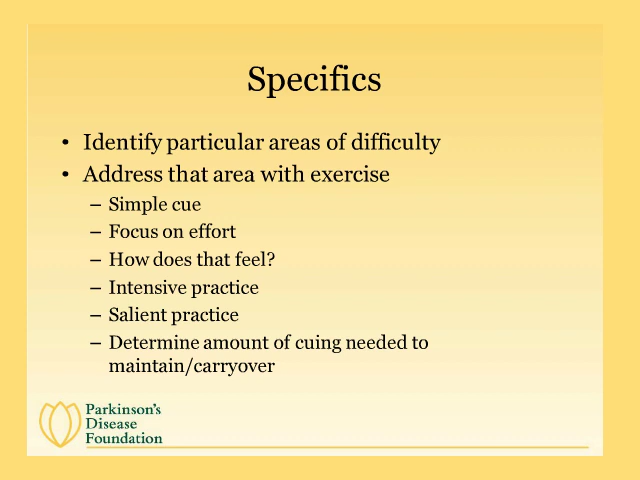 Specifics
• Identify particular areas of difficulty
• Address that area with exercise
– Simple cue
– Focus on effort
– How does that feel?
– Intensive practice
– Salient practice
– Determine amount of cuing needed to
maintain/carryover
Parkinson's
Disease
Foundation